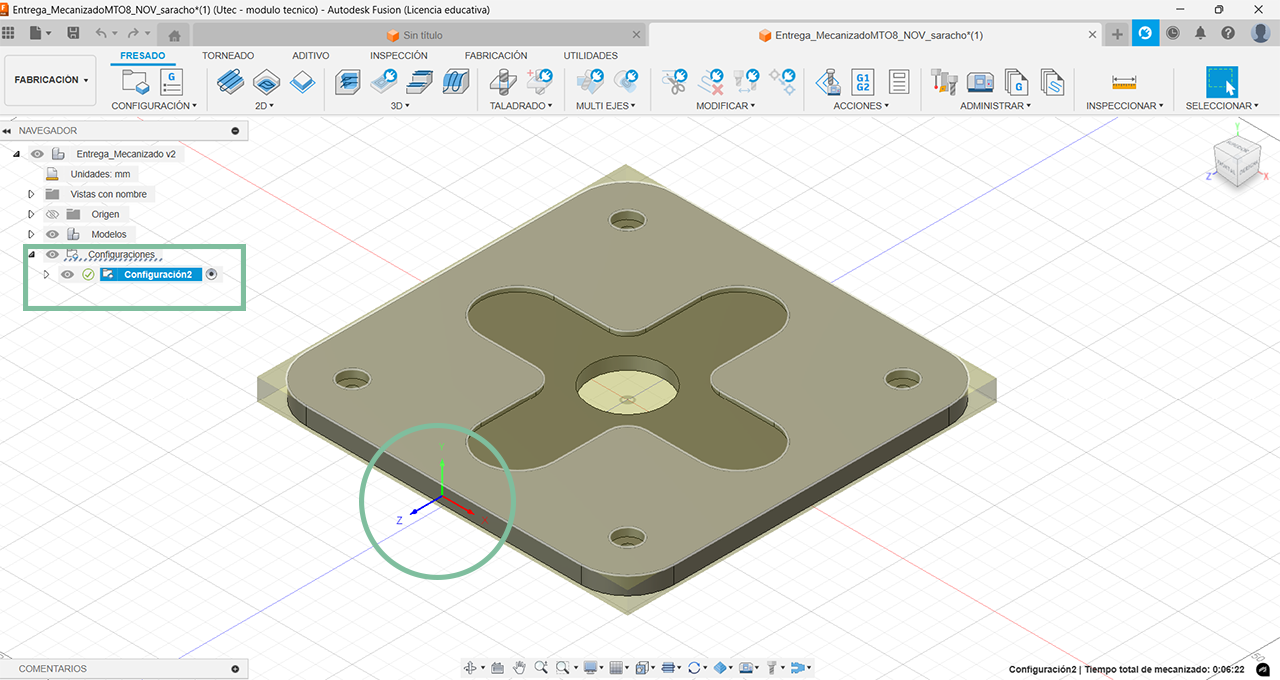 Entrega_MecanizadoMTO8_NOV_saracho*(1) (Utec - modulo tecnico) - Autodesk Fusion (Licencia educativa)
Sin título
Entrega_MecanizadoMTO8_NOV_saracho*(1)
FRESADO TORNEADO ADITIVO INSPECCIÓN FABRICACIÓN UTILIDADES
FABRICACIÓN
G
G1
G2
G
CONFIGURACIÓN 2D 3D TALADRADO MULTI EJES MODIFICAR ACCIONES ADMINISTRAR INSPECCIONAR SELECCIONAR
NAVEGADOR
Entrega_Mecanizado v2
Unidades: mm
Vistas con nombre
Origen
Modelos
Configuraciones
Configuración2
Y
Z
X
Y
Z
X
COMENTARIOS
Configuración2 | Tiempo total de mecanizado: 0:06:22